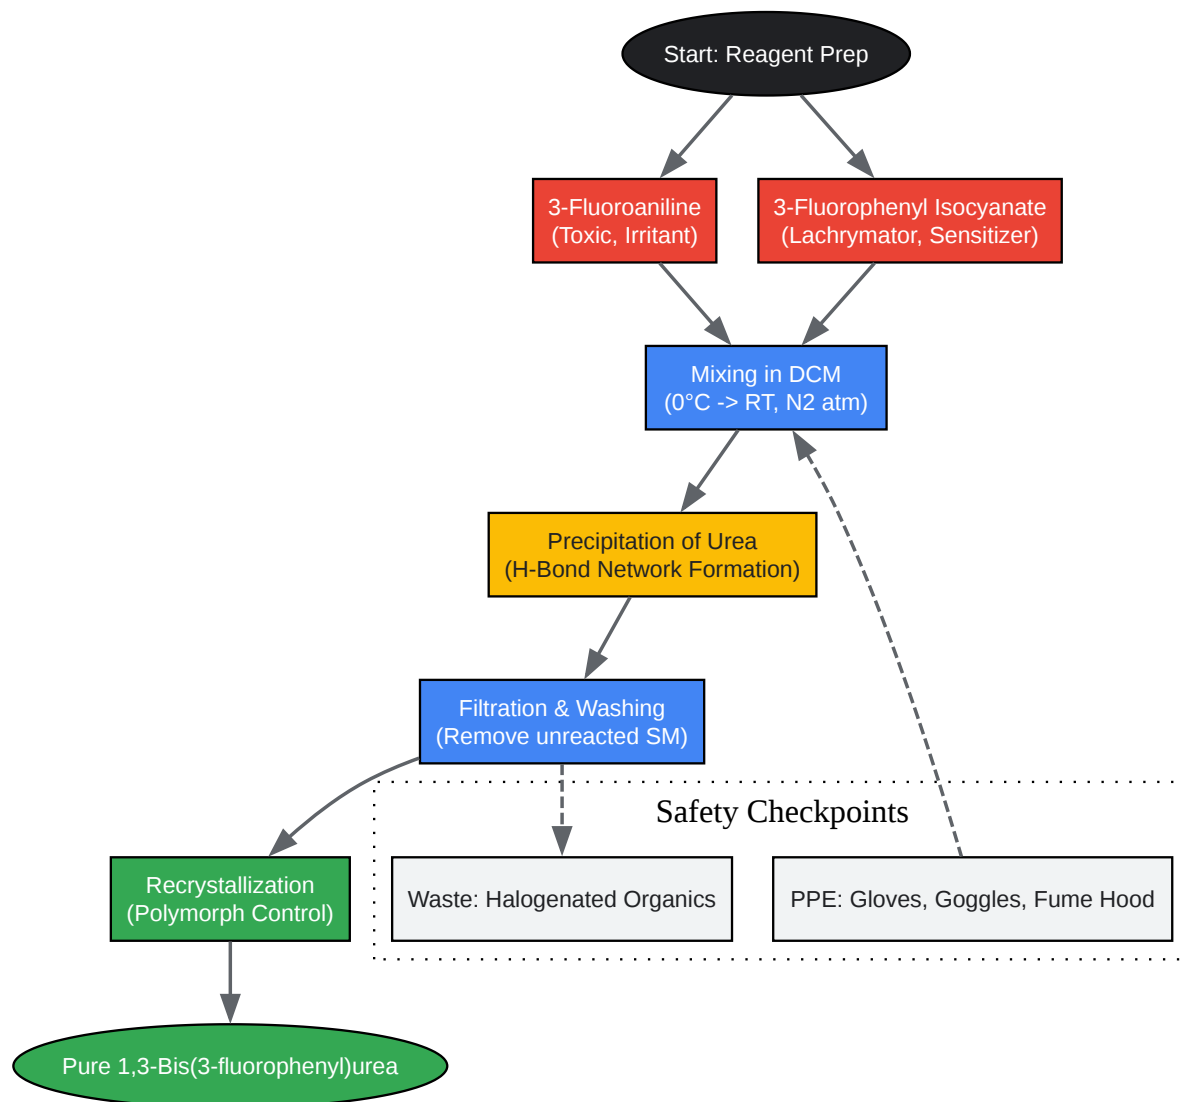 Start: Reagent Prep
3-Fluoroaniline
(Toxic, Irritant)
3-Fluorophenyl Isocyanate
(Lachrymator, Sensitizer)
Mixing in DCM
(0°C -> RT, N2 atm)
Precipitation of Urea
(H-Bond Network Formation)
Filtration & Washing
(Remove unreacted SM)
Safety Checkpoints
Recrystallization
(Polymorph Control)
Waste: Halogenated Organics
PPE: Gloves, Goggles, Fume Hood
Pure 1,3-Bis(3-fluorophenyl)urea